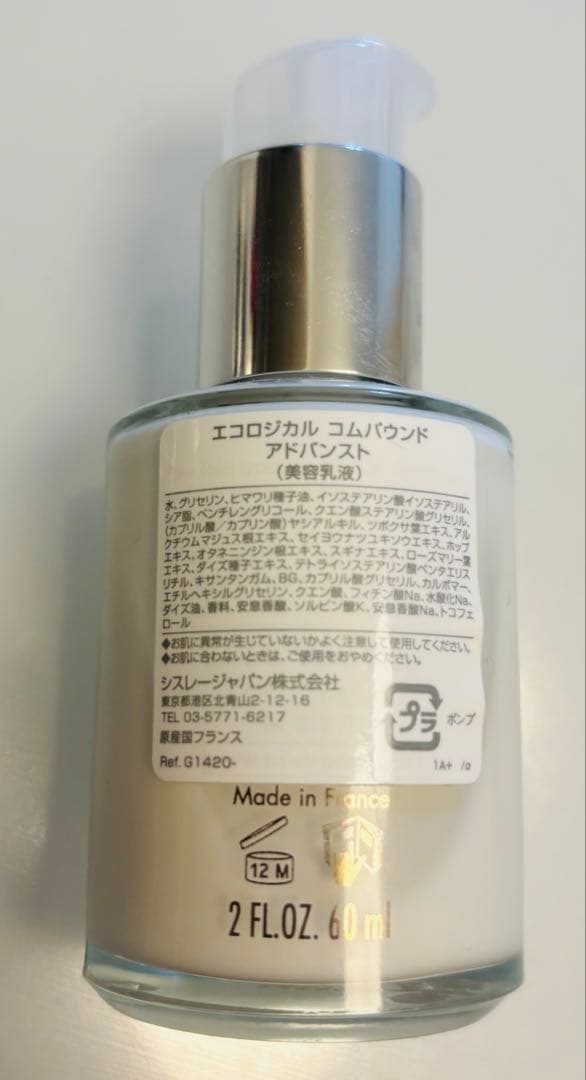 エコロジカル コムパウンド
アドバンスト
(美容乳液)
水、グリセリン、ヒマワリ種子油、イソステアリン酸イソステアリル、
シア脂、ペンチレングリコール、クエン酸ステアリン酸グリセリル、
(カプリル酸/カプリン酸)ヤシアルキル、ツボクサ葉エキス、アル
クチウムマジュス根エキス、セイヨウナツユキソウエキス、ホップ
エキス、オタネニンジン根エキス、スギナエキス、ローズマリー葉
エキス、ダイズ種子エキス、テトライソステアリン酸ペンタエリス
リチル、キサンタンガム、BG、カプリル酸グリセリル、カルボマー、
エチルヘキシルグリセリン、クエン酸、フィチン酸Na、水酸化Na、
ダイズ油、香料、安息香酸、ソルビン酸K、安息香酸Na、トコフェ
ロール
◆お肌に異常が生じていないかよく注意して使用してください。
◆お肌に合わないときは、ご使用をおやめください。
シスレージャパン株式会社
東京都港区北青山2-12-16
TEL 03-5771-6217
原産国フランス
Ref. G1420-
プラ
ポンプ
1A+ /α
Made in France
12 M
2 FL.OZ. 60 ml